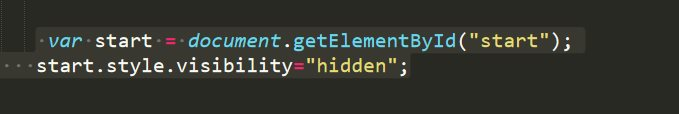 var start = document.getElementById("start");
start.style.visibility="hidden";